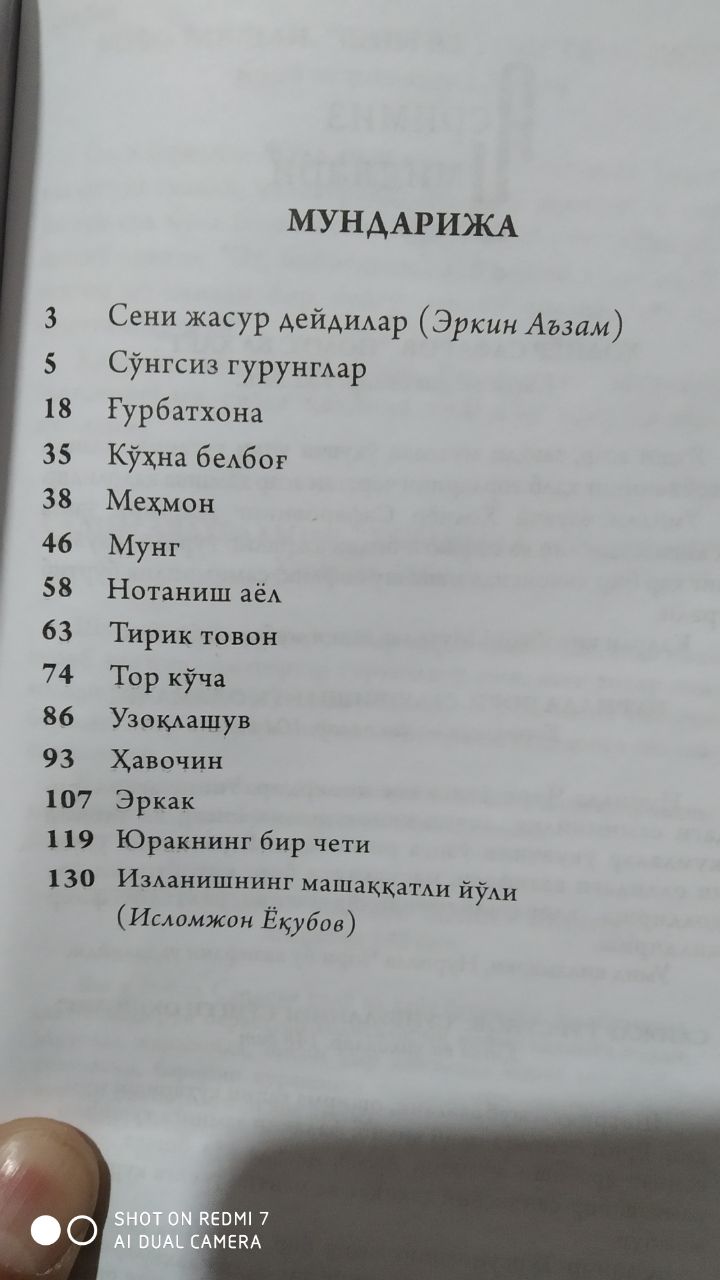 МУНДАРИЖА
3 Сени жасур дейдилар (Эркин Аъзам)
5 Сўнгсиз гурунглар
18 Ғурбатхона
35 Кўҳна белбоғ
38 Меҳмон
46 Мунг
58 Нотаниш аёл
63 Тирик товон
74 Тор кўча
86 Узоқлашув
93 Ҳавочин
107 Эркак
119 Юракнинг бир чети
130 Изланишнинг машаққатли йўли
(Исломжон Ёқубов)
SHOT ON REDMI 7
AI DUAL CAMERA